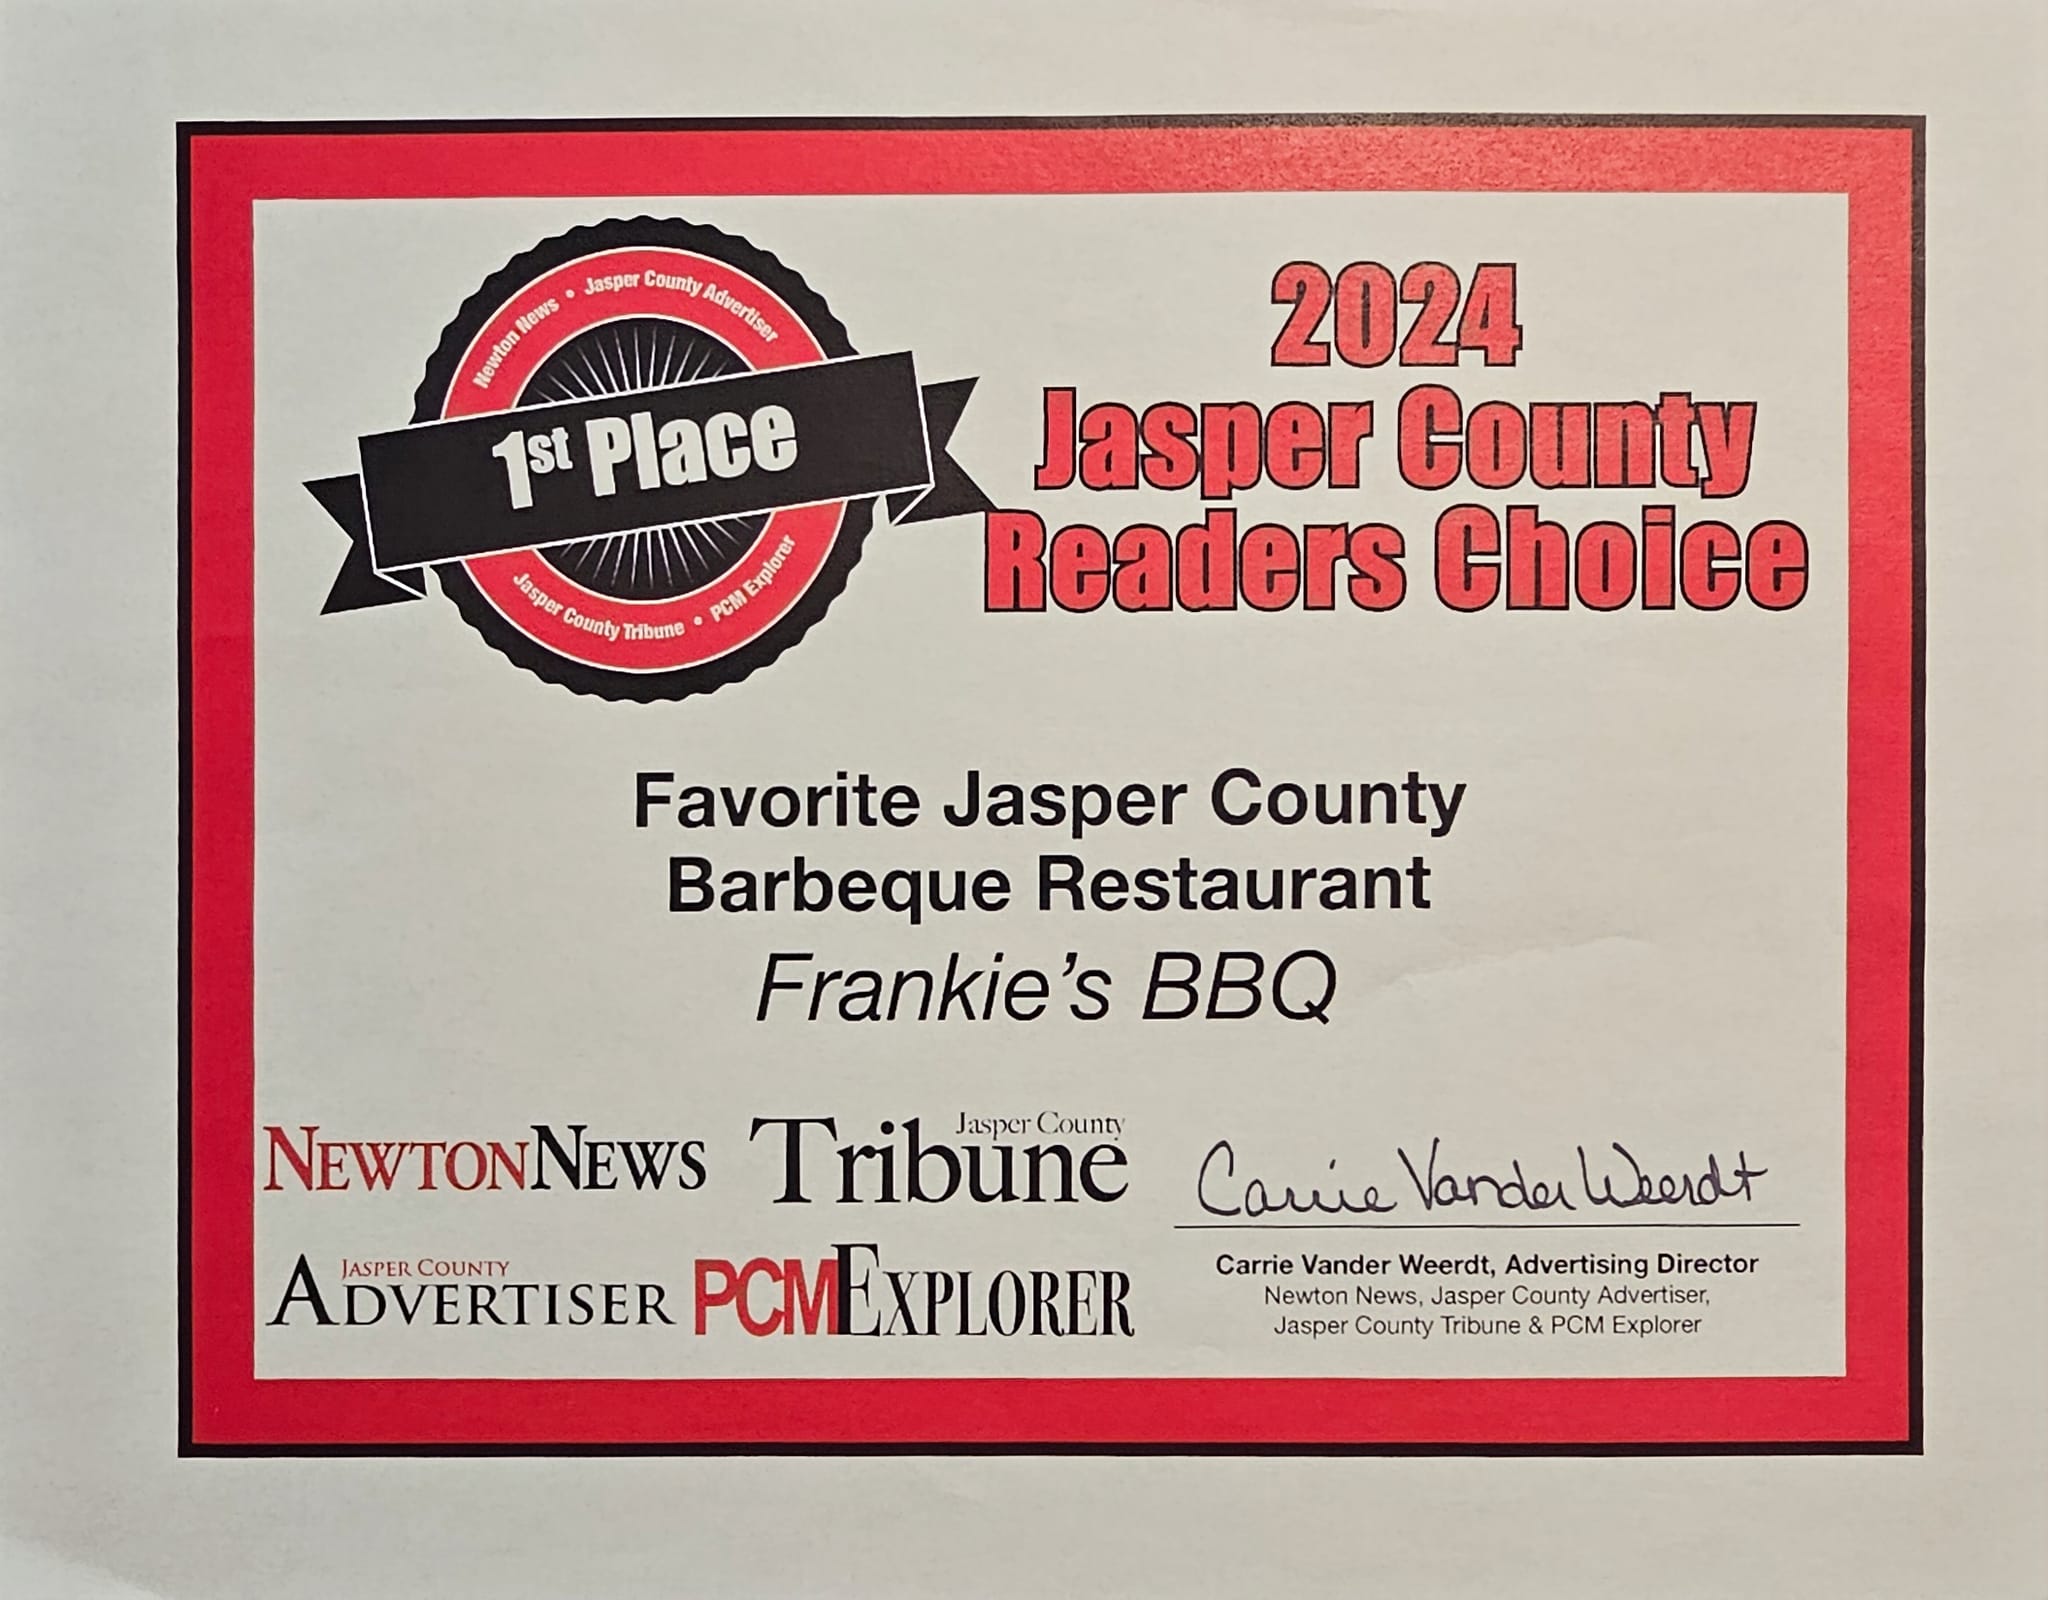 Newton News • Jasper County Advertiser
1st Place
Jasper County Tribune • PCM Explorer
2024
Jasper County
Readers Choice
Favorite Jasper County
Barbeque Restaurant
Frankie's BBQ
NEWTONNEWS
Jasper County
Tribune
JASPER COUNTY
ADVERTISER
PCMEXPLORER
Carrie Vander Weerdt
Carrie Vander Weerdt, Advertising Director
Newton News, Jasper County Advertiser,
Jasper County Tribune & PCM Explorer